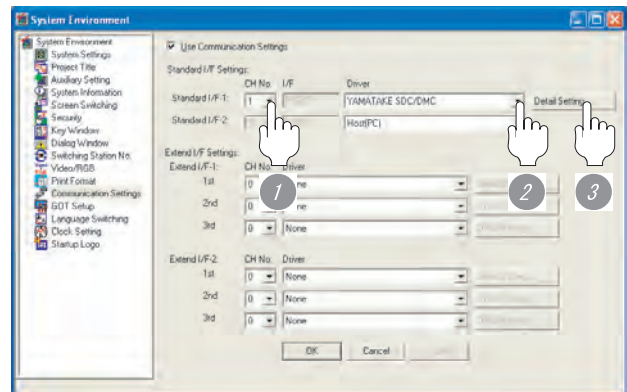 System Environment
System Environment
System Settings
Project Title
Auxiliary Setting
System Information
Screen Switching
Security
Key Window
Dialog Window
Switching Station No.
Video/RGB
Print Format
Communication Settings
GOT Setup
Language Switching
Clock Setting
Startup Logo
Use Communication Settings
Standard I/F Settings:
CH No. I/F Driver
Standard I/F-1: 1 YAMATAKE SDC/DMC Detail Setting
Standard I/F-2: Host(PC)
Extend I/F Settings:
Extend I/F-1: CH No. Driver
1st 0
2nd 0 None
3rd 0 None
Extend I/F-2: CH No. Driver
1st 0 None
2nd 0 None
3rd 0 None
OK Cancel
1 2 3